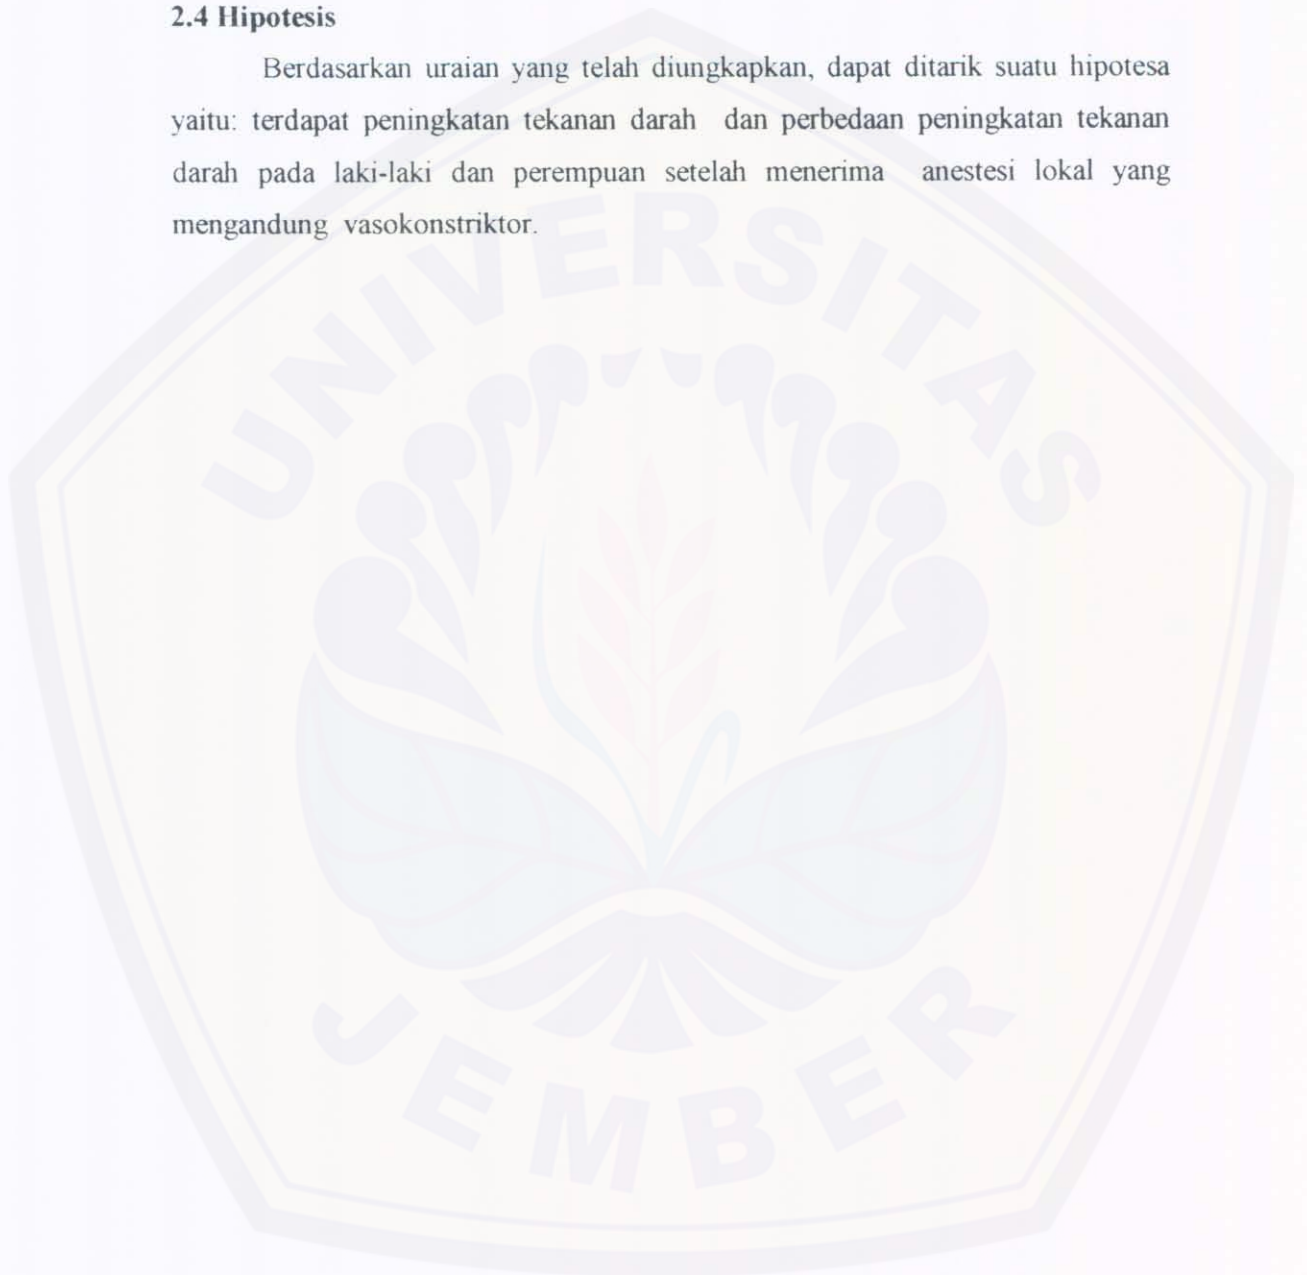 2.4 Hipotesis
Berdasarkan uraian yang telah diungkapkan, dapat ditarik suatu hipotesa
yaitu: terdapat peningkatan tekanan darah dan perbedaan peningkatan tekanan
darah pada laki-laki dan perempuan setelah menerima anestesi lokal yang
mengandung vasokonstriktor.
UNIVERSITAS
JEMBER